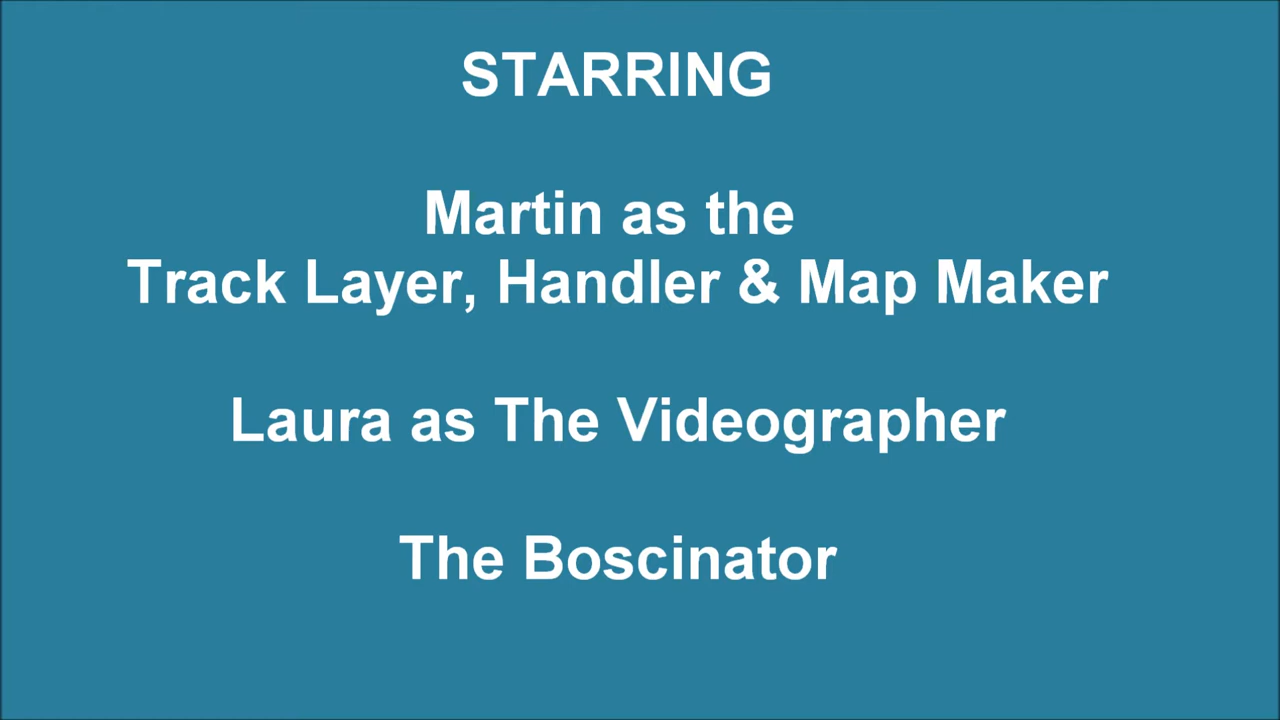 STARRING
Martin as the
Track Layer, Handler & Map Maker
Laura as The Videographer
The Boscinator